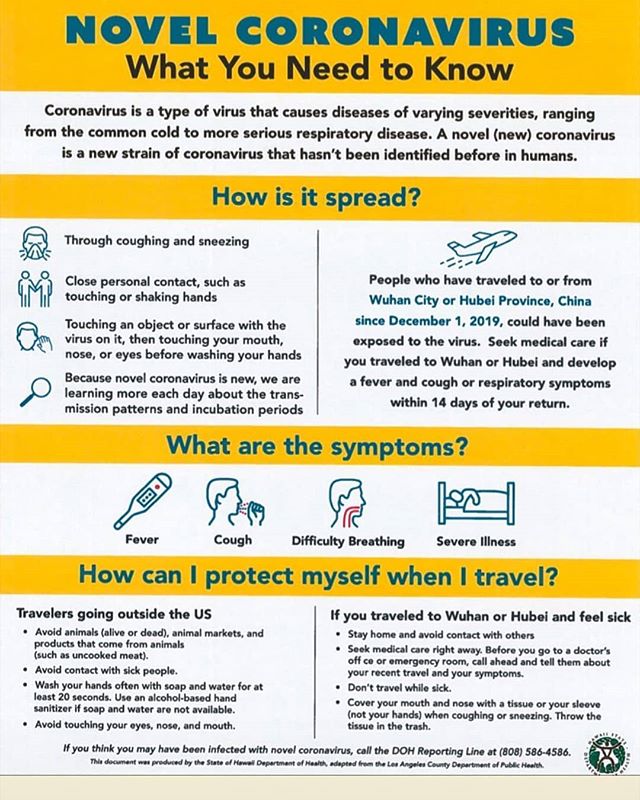 NOVEL CORONAVIRUS
What You Need to Know
Coronavirus is a type of virus that causes diseases of varying severities, ranging
from the common cold to more serious respiratory disease. A novel (new) coronavirus
is a new strain of coronavirus that hasn't been identified before in humans.
How is it spread?
Through coughing and sneezing
Close personal contact, such as
touching or shaking hands
Touching an object or surface with the
virus on it, then touching your mouth,
nose, or eyes before washing your hands
Because novel coronavirus is new, we are
learning more each day about the trans-
mission patterns and incubation periods
People who have traveled to or from
Wuhan City or Hubei Province, China
since December 1, 2019, could have been
exposed to the virus. Seek medical care if
you traveled to Wuhan or Hubei and develop
a fever and cough or respiratory symptoms
within 14 days of your return.
What are the symptoms?
Fever
Cough
Difficulty Breathing
Severe Illness
How can I protect myself when I travel?
Travelers going outside the US
• Avoid animals (alive or dead), animal markets, and
products that come from animals
(such as uncooked meat).
• Avoid contact with sick people.
• Wash your hands often with soap and water for at
least 20 seconds. Use an alcohol-based hand
sanitizer if soap and water are not available.
• Avoid touching your eyes, nose, and mouth.
If you traveled to Wuhan or Hubei and feel sick
• Stay home and avoid contact with others
• Seek medical care right away. Before you go to a doctor's
off ce or emergency room, call ahead and tell them about
your recent travel and your symptoms.
• Don't travel while sick.
• Cover your mouth and nose with a tissue or your sleeve
(not your hands) when coughing or sneezing. Throw the
tissue in the trash.
If you think you may have been infected with novel coronavirus, call the DOH Reporting Line at (808) 586-4586.
This document was produced by the State of Hawaii Department of Health, adapted from the Los Angeles County Department of Public Health.